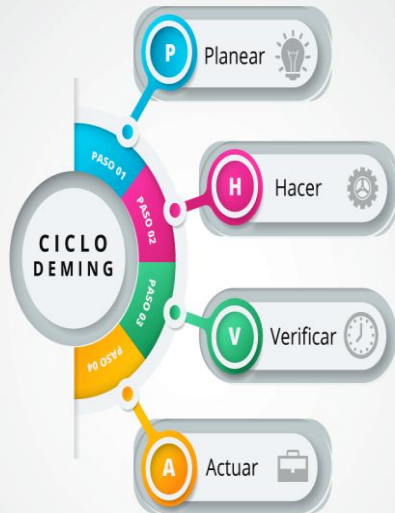 P
Planear
PASO 01
H
Hacer
PASO 02
CICLO
DEMING
PASO 03
V
Verificar
PASO 04
A
Actuar